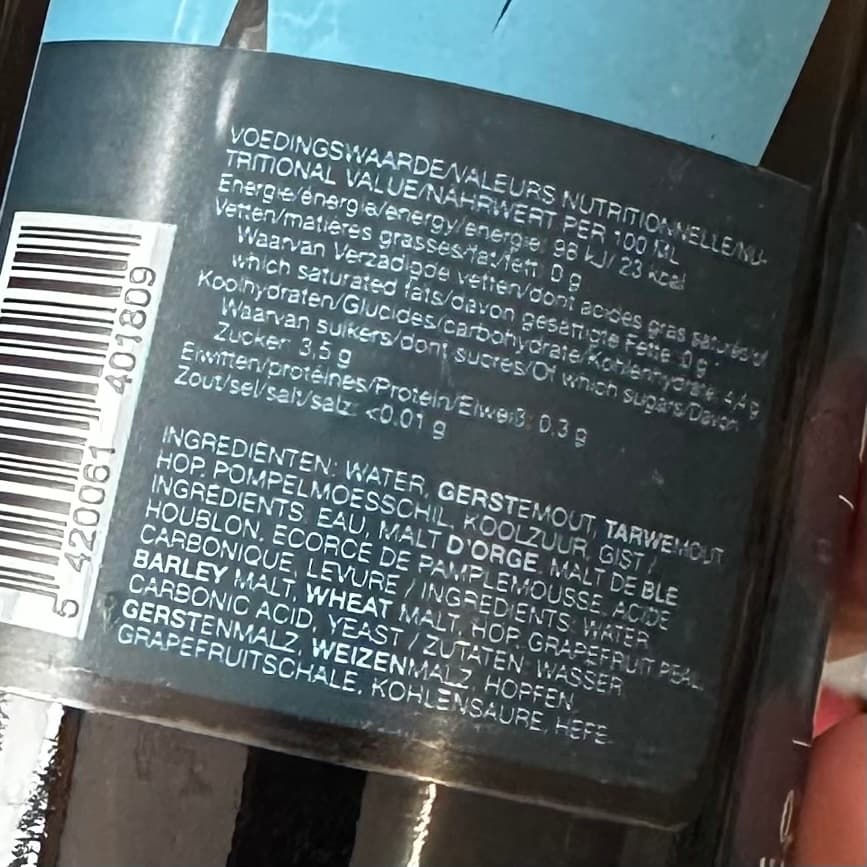 VOEDINGSWAARDE/VALEURS NUTRITIONNELLE/NU-
TRITIONAL VALUE/NÄHRWERT PER 100 ML
Energie/énergie/energy/energie: 98 kJ/ 23 kcal
Vetten/matières grasses/fat/fett: 0 g
Waarvan Verzadigde vetten/dont acides gras saturés/of
which saturated fats/davon gesättigte Fette: 0 g
Koolhydraten/Glucides/carbohydrate/Kohlenhydrate: 4,4 g
Waarvan suikers/dont sucres/Of which sugars/Davon
Zucker: 3,5 g
Eiwitten/protéines/Protein/Eiweiß: 0,3 g
Zout/sel/salt/salz: <0.01 g
INGREDIËNTEN: WATER, GERSTEMOUT, TARWEMOUT,
HOP, POMPELMOESSCHIL, KOOLZUUR, GIST /
INGRÉDIENTS: EAU, MALT D'ORGE, MALT DE BLE
HOUBLON, ECORCE DE PAMPLEMOUSSE, ACIDE
CARBONIQUE, LEVURE / INGREDIENTS: WATER
BARLEY MALT, WHEAT MALT, HOP, GRAPEFRUIT PEAL,
CARBONIC ACID, YEAST / ZUTATEN: WASSER
GERSTENMALZ, WEIZENMALZ, HOPFEN,
GRAPEFRUITSCHALE, KOHLENSÄURE, HEFE
5 420061 401809